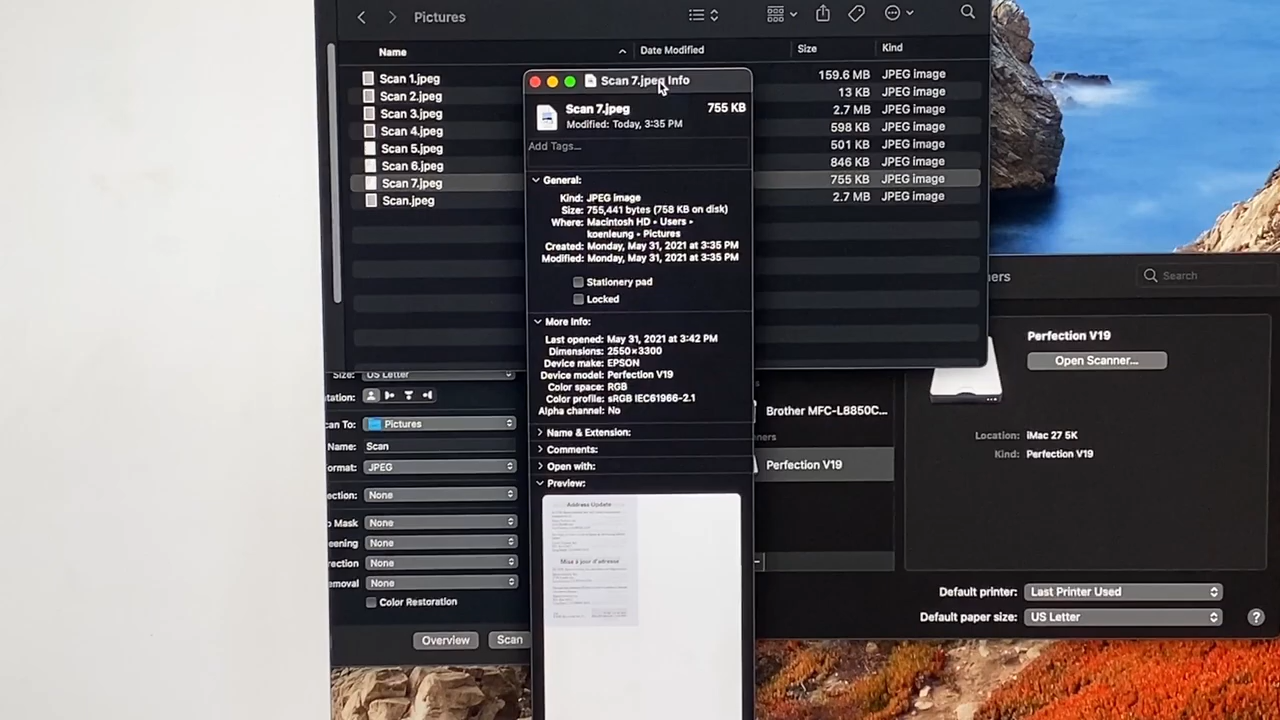 Pictures
Name
Date Modified
Size
Kind
Scan 1.jpeg
159.6 MB
JPEG image
Scan 2.jpeg
13 KB
JPEG image
Scan 3.jpeg
2.7 MB
JPEG image
Scan 4.jpeg
598 KB
JPEG image
Scan 5.jpeg
501 KB
JPEG image
Scan 6.jpeg
846 KB
JPEG image
Scan 7.jpeg
755 KB
JPEG image
Scan.jpeg
2.7 MB
JPEG image
Scan 7.jpeg Info
Scan 7.jpeg
755 KB
Modified: Today, 3:35 PM
Add Tags...
General:
Kind: JPEG image
Size: 755,441 bytes (758 KB on disk)
Where: Macintosh HD • Users •
koenleung • Pictures
Created: Monday, May 31, 2021 at 3:35 PM
Modified: Monday, May 31, 2021 at 3:35 PM
Stationery pad
Locked
More Info:
Last opened: May 31, 2021 at 3:42 PM
Dimensions: 2550×3300
Device make: EPSON
Device model: Perfection V19
Color space: RGB
Color profile: sRGB IEC61966-2.1
Alpha channel: No
Name & Extension:
Comments:
Open with:
Preview:
Address Update
Mise à jour d'adresse
Size: US Letter
tation:
can To: Pictures
Name: Scan
ormat: JPEG
ection: None
Mask None
eening None
rection None
emoval None
Color Restoration
Overview
Scan
ners
Search
Perfection V19
Open Scanner...
Brother MFC-L8850C...
nners
Perfection V19
Location: iMac 27 5K
Kind: Perfection V19
Default printer: Last Printer Used
Default paper size: US Letter
?